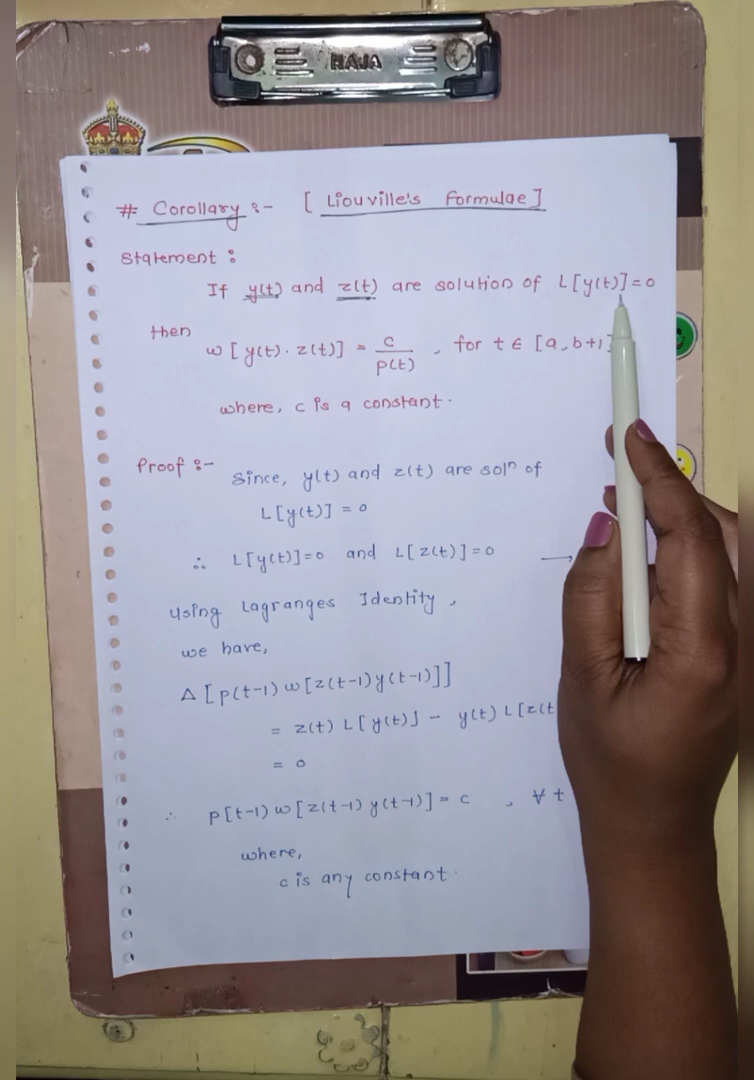 RAJA
# Corollary :- [ Liouville's Formulae ]
Statement :
If y(t) and z(t) are solution of L[y(t)]=0
then
w[y(t). z(t)] = c/p(t) , for t ∈ [a, b+1]
where, c is a constant.
Proof :- Since, y(t) and z(t) are solⁿ of
L[y(t)] = 0
∴ L[y(t)]=0 and L[z(t)]=0 →
Using Lagranges Identity,
we have,
Δ[p(t-1) w[z(t-1) y(t-1)]]
= z(t) L[y(t)] - y(t) L[z(t
= 0
∴ p[t-1) w[z(t-1) y(t-1)] = c , ∀ t
where,
c is any constant.